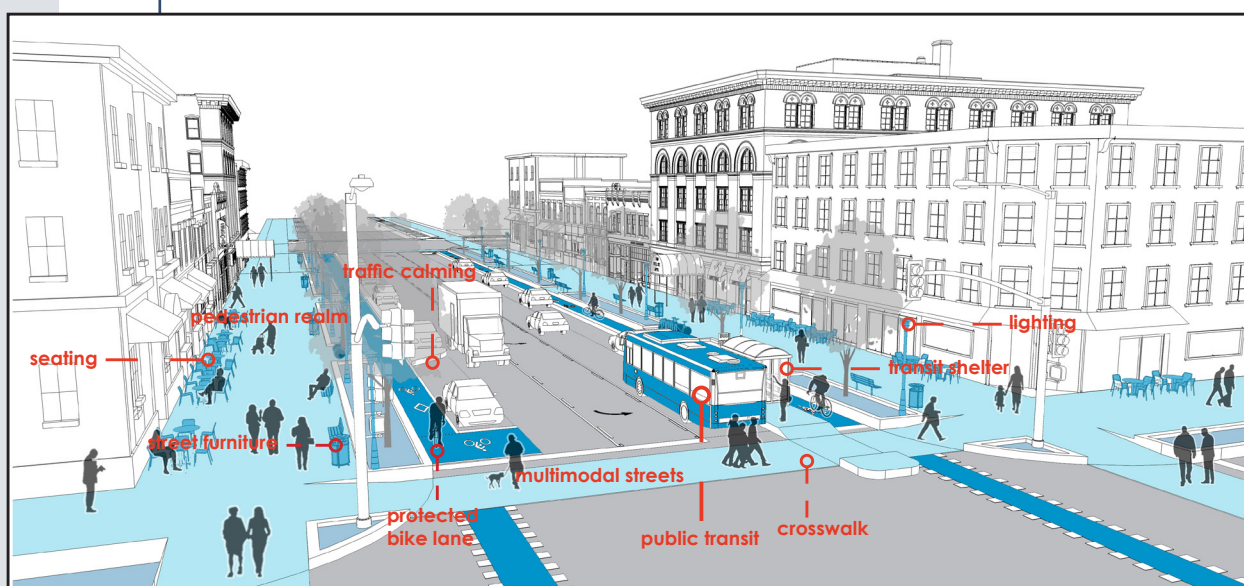 traffic calming
pedestrian realm
lighting
seating
transit shelter
street furniture
multimodal streets
protected
bike lane
public transit
crosswalk